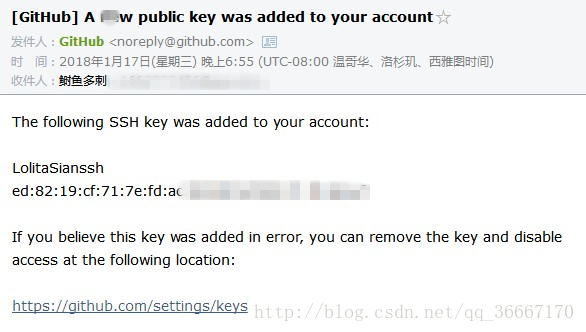 [GitHub] A new public key was added to your account☆
发件人：GitHub <noreply@github.com>
时　间：2018年1月17日(星期三) 晚上6:55 (UTC-08:00 温哥华、洛杉矶、西雅图时间)
收件人：鮒鱼多刺
The following SSH key was added to your account:
LolitaSianssh
ed:82:19:cf:71:7e:fd:ac
If you believe this key was added in error, you can remove the key and disable
access at the following location:
https://github.com/settings/keys
http://blog.csdn.net/qq_36667170